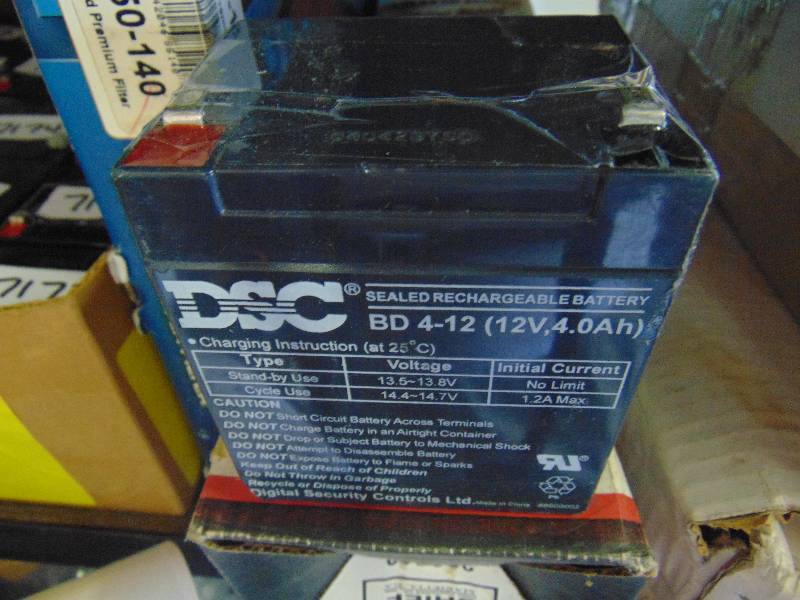 60-140
d Premium Filter
DSC®
SEALED RECHARGEABLE BATTERY
BD 4-12 (12V,4.0Ah)
• Charging Instruction (at 25°C)
Type Voltage Initial Current
Stand-by Use 13.5~13.8V No Limit
Cycle Use 14.4~14.7V 1.2A Max.
CAUTION
DO NOT Short Circuit Battery Across Terminals
DO NOT Charge Battery in an Airtight Container
DO NOT Drop or Subject Battery to Mechanical Shock
DO NOT Attempt to Disassemble Battery
DO NOT Expose Battery to Flame or Sparks
Keep Out of Reach of Children
Do Not Throw in Garbage
Recycle or Dispose of Properly
Digital Security Controls Ltd. Made in China
Pb